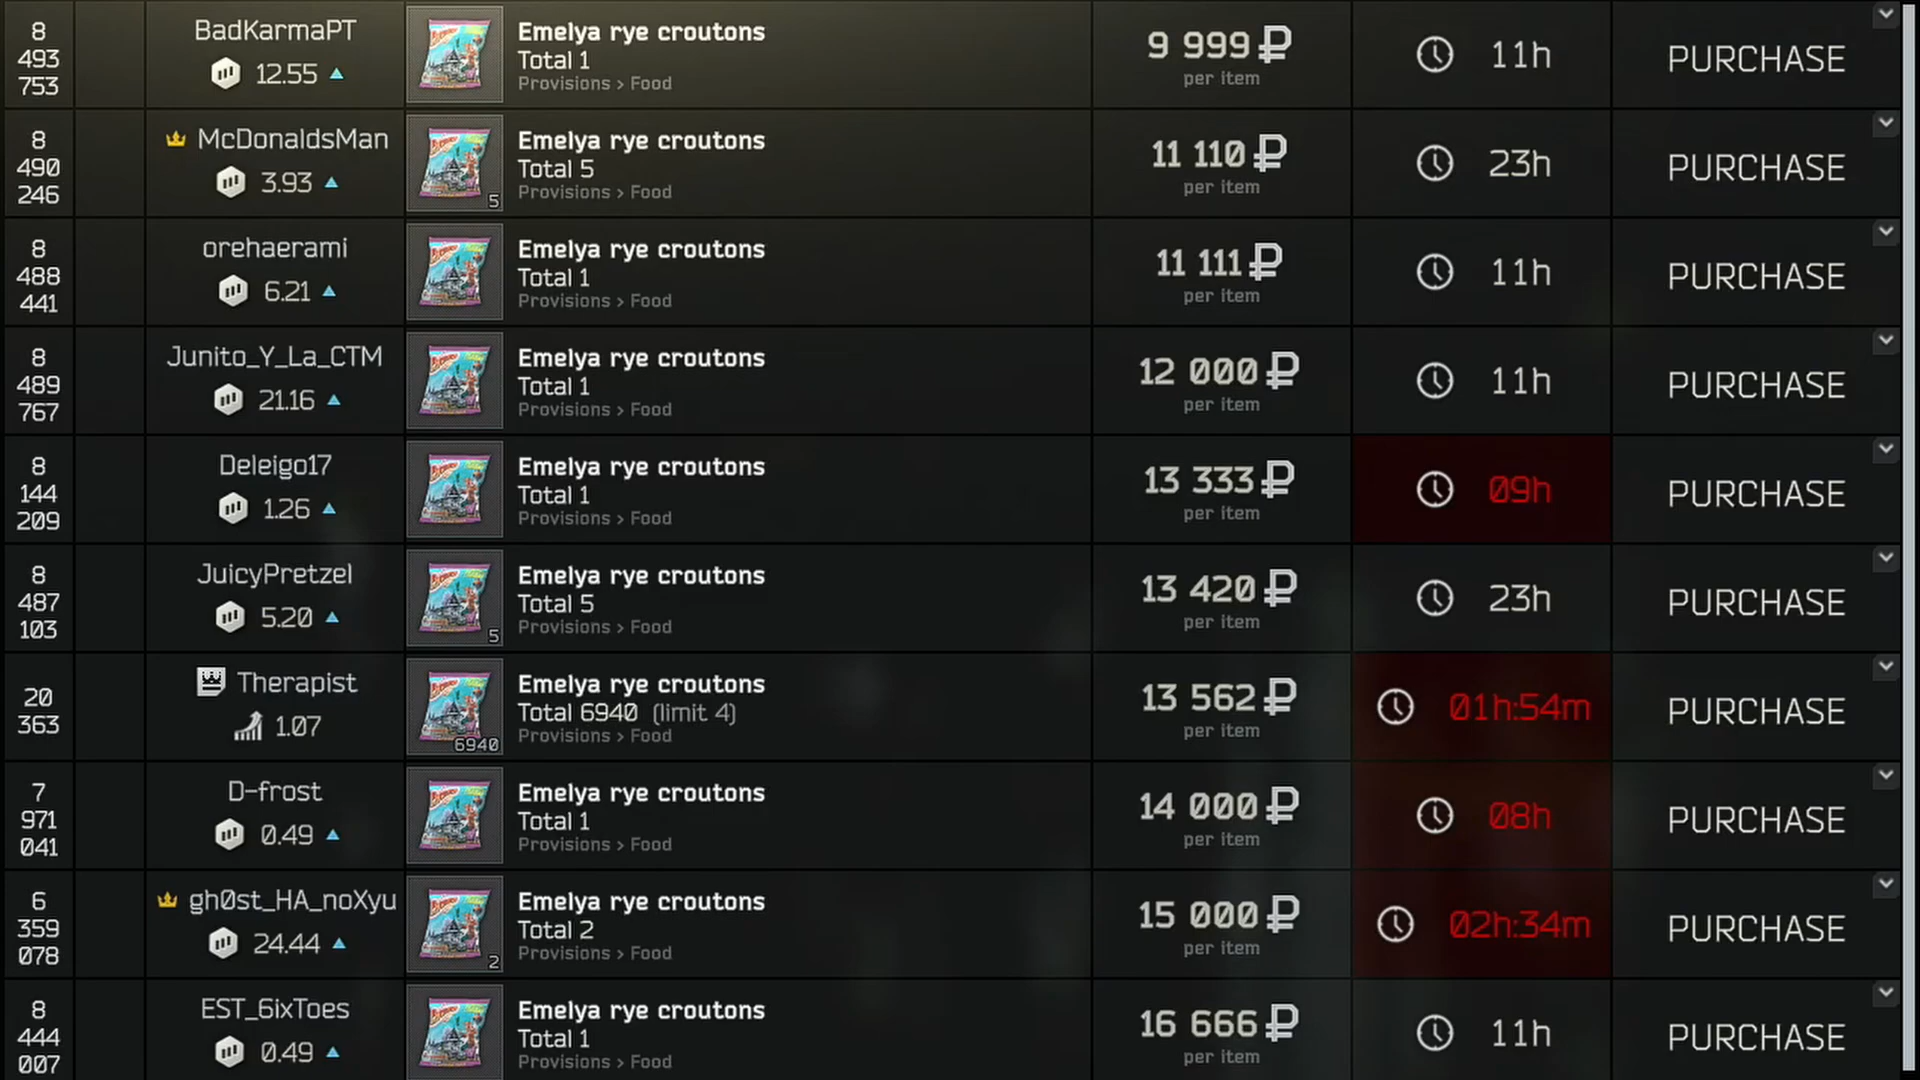 8 493 753
BadKarmaPT
12.55
Emelya rye croutons
Total 1
Provisions > Food
9 999 ₽
per item
11h
PURCHASE
8 490 246
McDonaldsMan
3.93
5
Emelya rye croutons
Total 5
Provisions > Food
11 110 ₽
per item
23h
PURCHASE
8 488 441
orehaerami
6.21
Emelya rye croutons
Total 1
Provisions > Food
11 111 ₽
per item
11h
PURCHASE
8 489 767
Junito_Y_La_CTM
21.16
Emelya rye croutons
Total 1
Provisions > Food
12 000 ₽
per item
11h
PURCHASE
8 144 209
Deleigo17
1.26
Emelya rye croutons
Total 1
Provisions > Food
13 333 ₽
per item
09h
PURCHASE
8 487 103
JuicyPretzel
5.20
5
Emelya rye croutons
Total 5
Provisions > Food
13 420 ₽
per item
23h
PURCHASE
20 363
Therapist
1.07
6940
Emelya rye croutons
Total 6940 (limit 4)
Provisions > Food
13 562 ₽
per item
01h:54m
PURCHASE
7 971 041
D-frost
0.49
Emelya rye croutons
Total 1
Provisions > Food
14 000 ₽
per item
08h
PURCHASE
6 359 078
gh0st_HA_noXyu
24.44
2
Emelya rye croutons
Total 2
Provisions > Food
15 000 ₽
per item
02h:34m
PURCHASE
8 444 007
EST_6ixToes
0.49
Emelya rye croutons
Total 1
Provisions > Food
16 666 ₽
per item
11h
PURCHASE